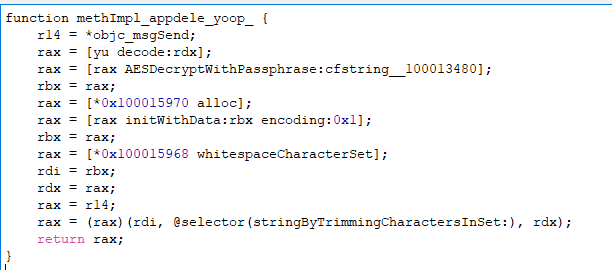 function methImpl_appdele_yoop_ {
    r14 = *objc_msgSend;
    rax = [yu decode:rdx];
    rax = [rax AESDecryptWithPassphrase:cfstring__100013480];
    rbx = rax;
    rax = [*0x100015970 alloc];
    rax = [rax initWithData:rbx encoding:0x1];
    rbx = rax;
    rax = [*0x100015968 whitespaceCharacterSet];
    rdi = rbx;
    rdx = rax;
    rax = r14;
    rax = (rax)(rdi, @selector(stringByTrimmingCharactersInSet:), rdx);
    return rax;
}